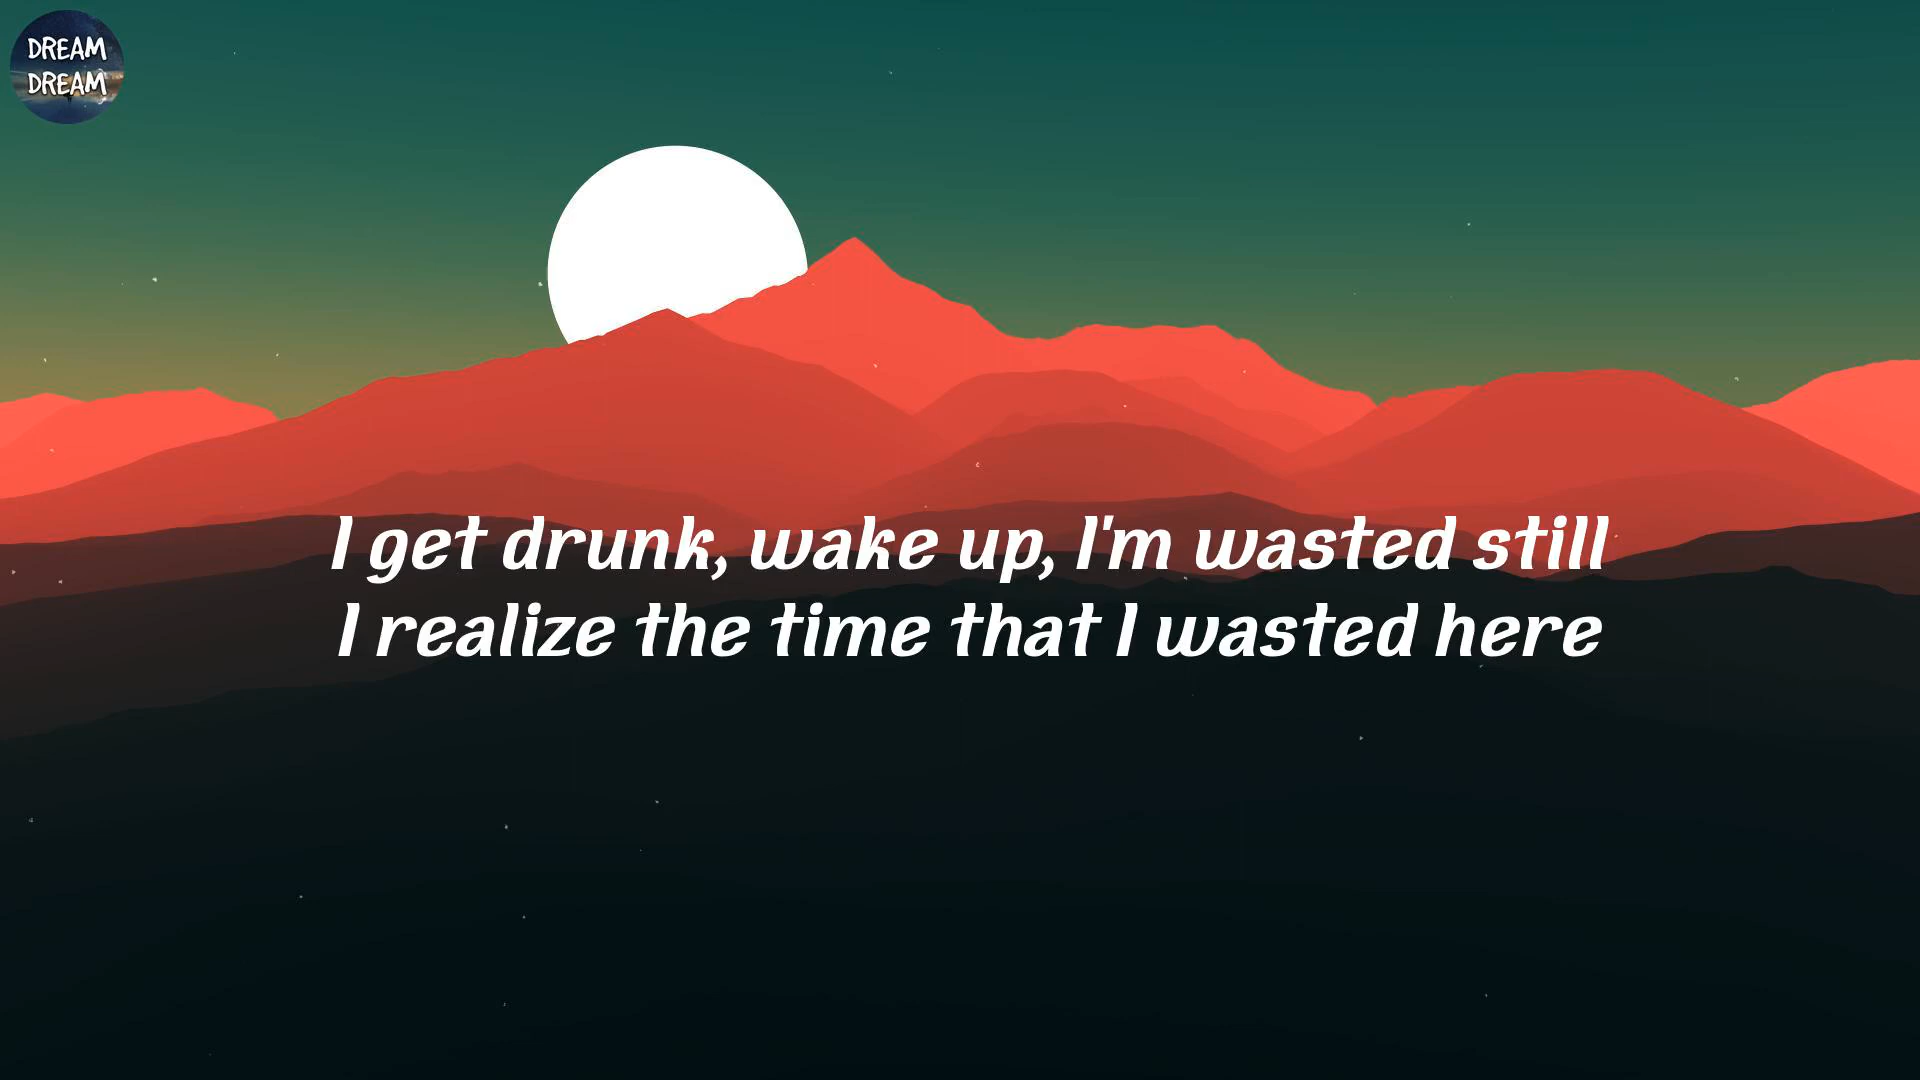 DREAM
DREAM
I get drunk, wake up, I'm wasted still
I realize the time that I wasted here